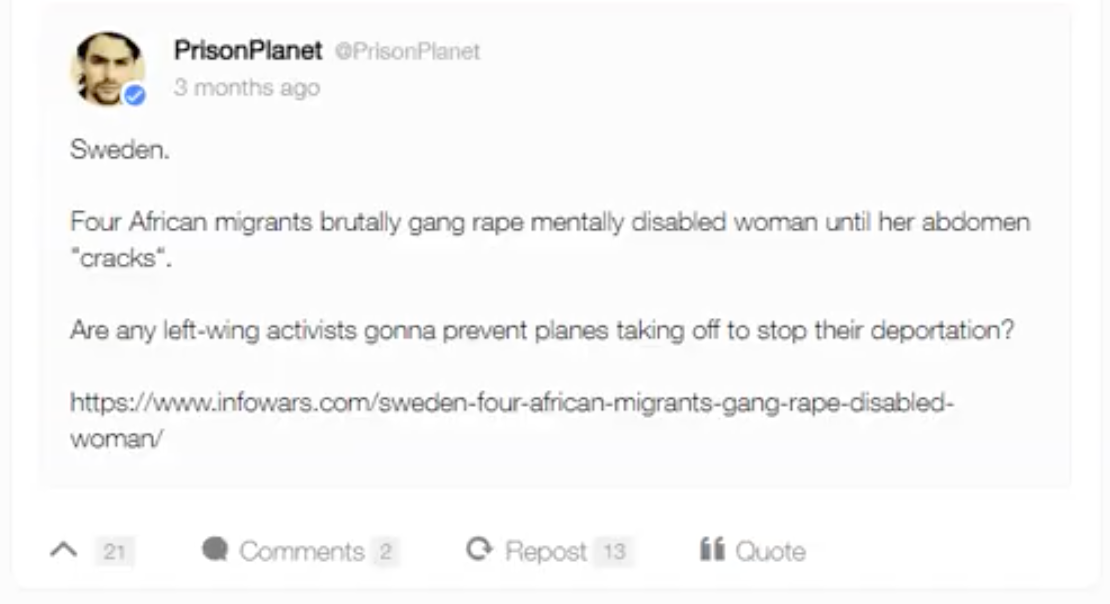 PrisonPlanet @PrisonPlanet
3 months ago
Sweden.
Four African migrants brutally gang rape mentally disabled woman until her abdomen
"cracks".
Are any left-wing activists gonna prevent planes taking off to stop their deportation?
https://www.infowars.com/sweden-four-african-migrants-gang-rape-disabled-
woman/
21 Comments 2 Repost 13 Quote